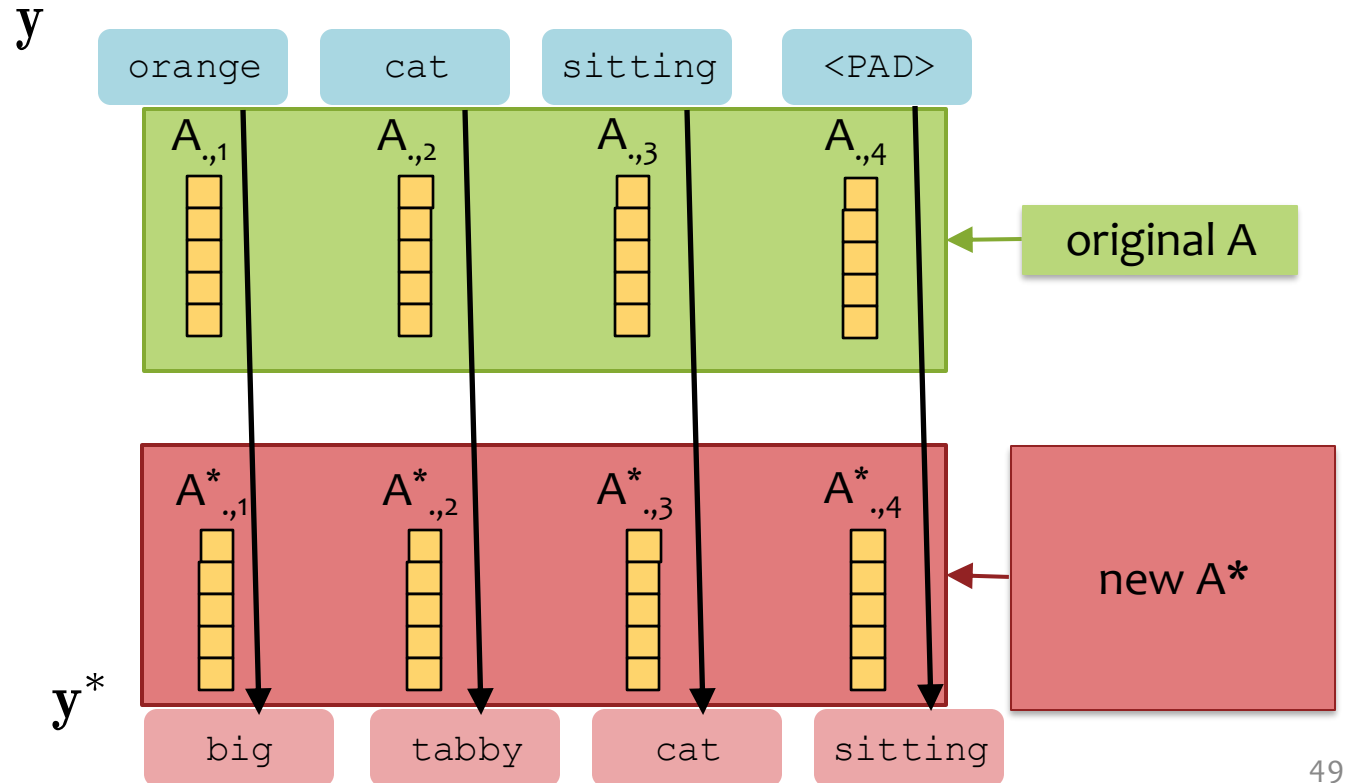 y
orange cat sitting <PAD>
A.,1 A.,2 A.,3 A.,4
original A
A*.,1 A*.,2 A*.,3 A*.,4
new A*
y*
big tabby cat sitting
49